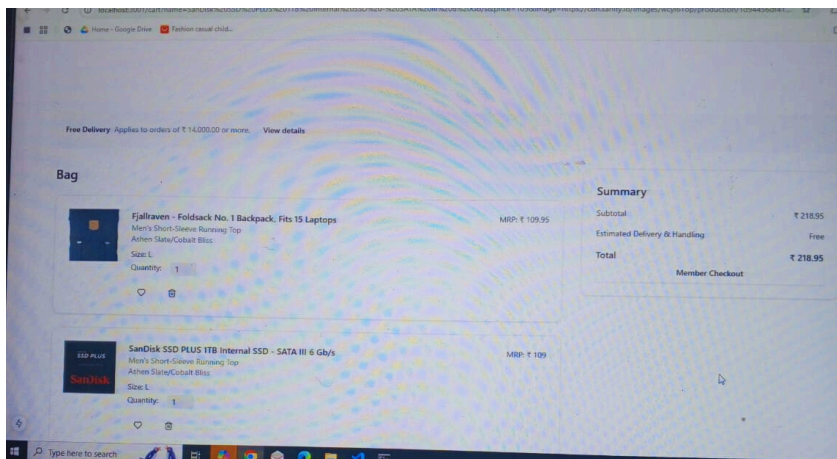 Home - Google Drive
Fashion casual child...
Free Delivery Applies to orders of ₹ 14,000.00 or more. View details
Bag
Fjallraven - Foldsack No. 1 Backpack, Fits 15 Laptops
MRP: ₹ 109.95
Men's Short-Sleeve Running Top
Athen Slate/Cobalt Bliss
Size: L
Quantity: 1
SSD PLUS
SanDisk
SanDisk SSD PLUS 1TB Internal SSD - SATA III 6 Gb/s
MRP: ₹ 109
Men's Short-Sleeve Running Top
Athen Slate/Cobalt Bliss
Size: L
Quantity: 1
Summary
Subtotal ₹ 218.95
Estimated Delivery & Handling Free
Total ₹ 218.95
Member Checkout
Type here to search